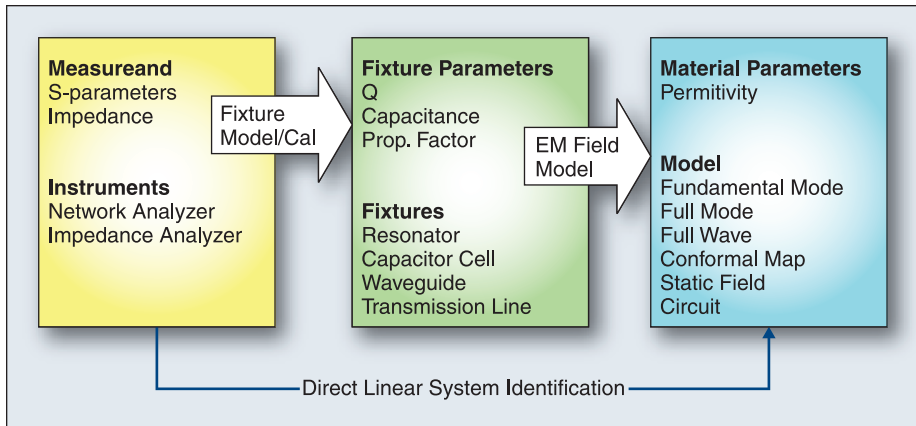 Measureand
S-parameters
Impedance
Instruments
Network Analyzer
Impedance Analyzer
Fixture
Model/Cal
Fixture Parameters
Q
Capacitance
Prop. Factor
Fixtures
Resonator
Capacitor Cell
Waveguide
Transmission Line
EM Field
Model
Material Parameters
Permitivity
Model
Fundamental Mode
Full Mode
Full Wave
Conformal Map
Static Field
Circuit
Direct Linear System Identification